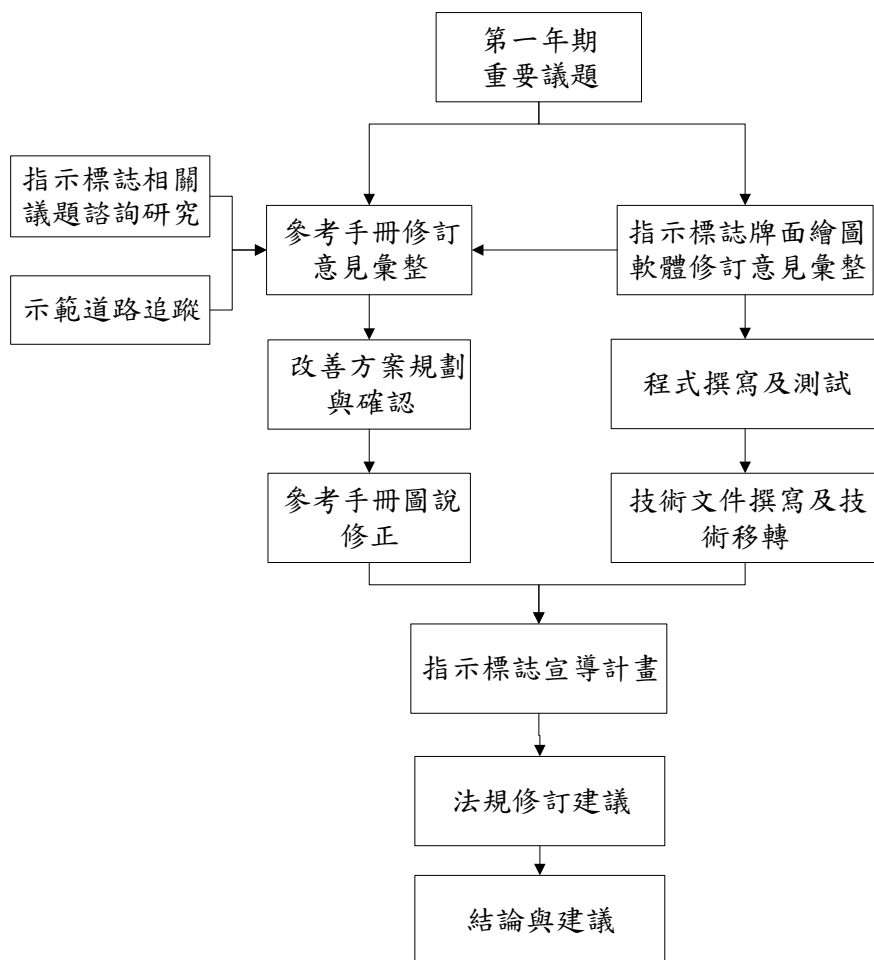 第一年期
重要議題
指示標誌相關
議題諮詢研究
示範道路追蹤
參考手冊修訂
意見彙整
指示標誌牌面繪圖
軟體修訂意見彙整
改善方案規劃
與確認
程式撰寫及測試
參考手冊圖說
修正
技術文件撰寫及技
術移轉
指示標誌宣導計畫
法規修訂建議
結論與建議